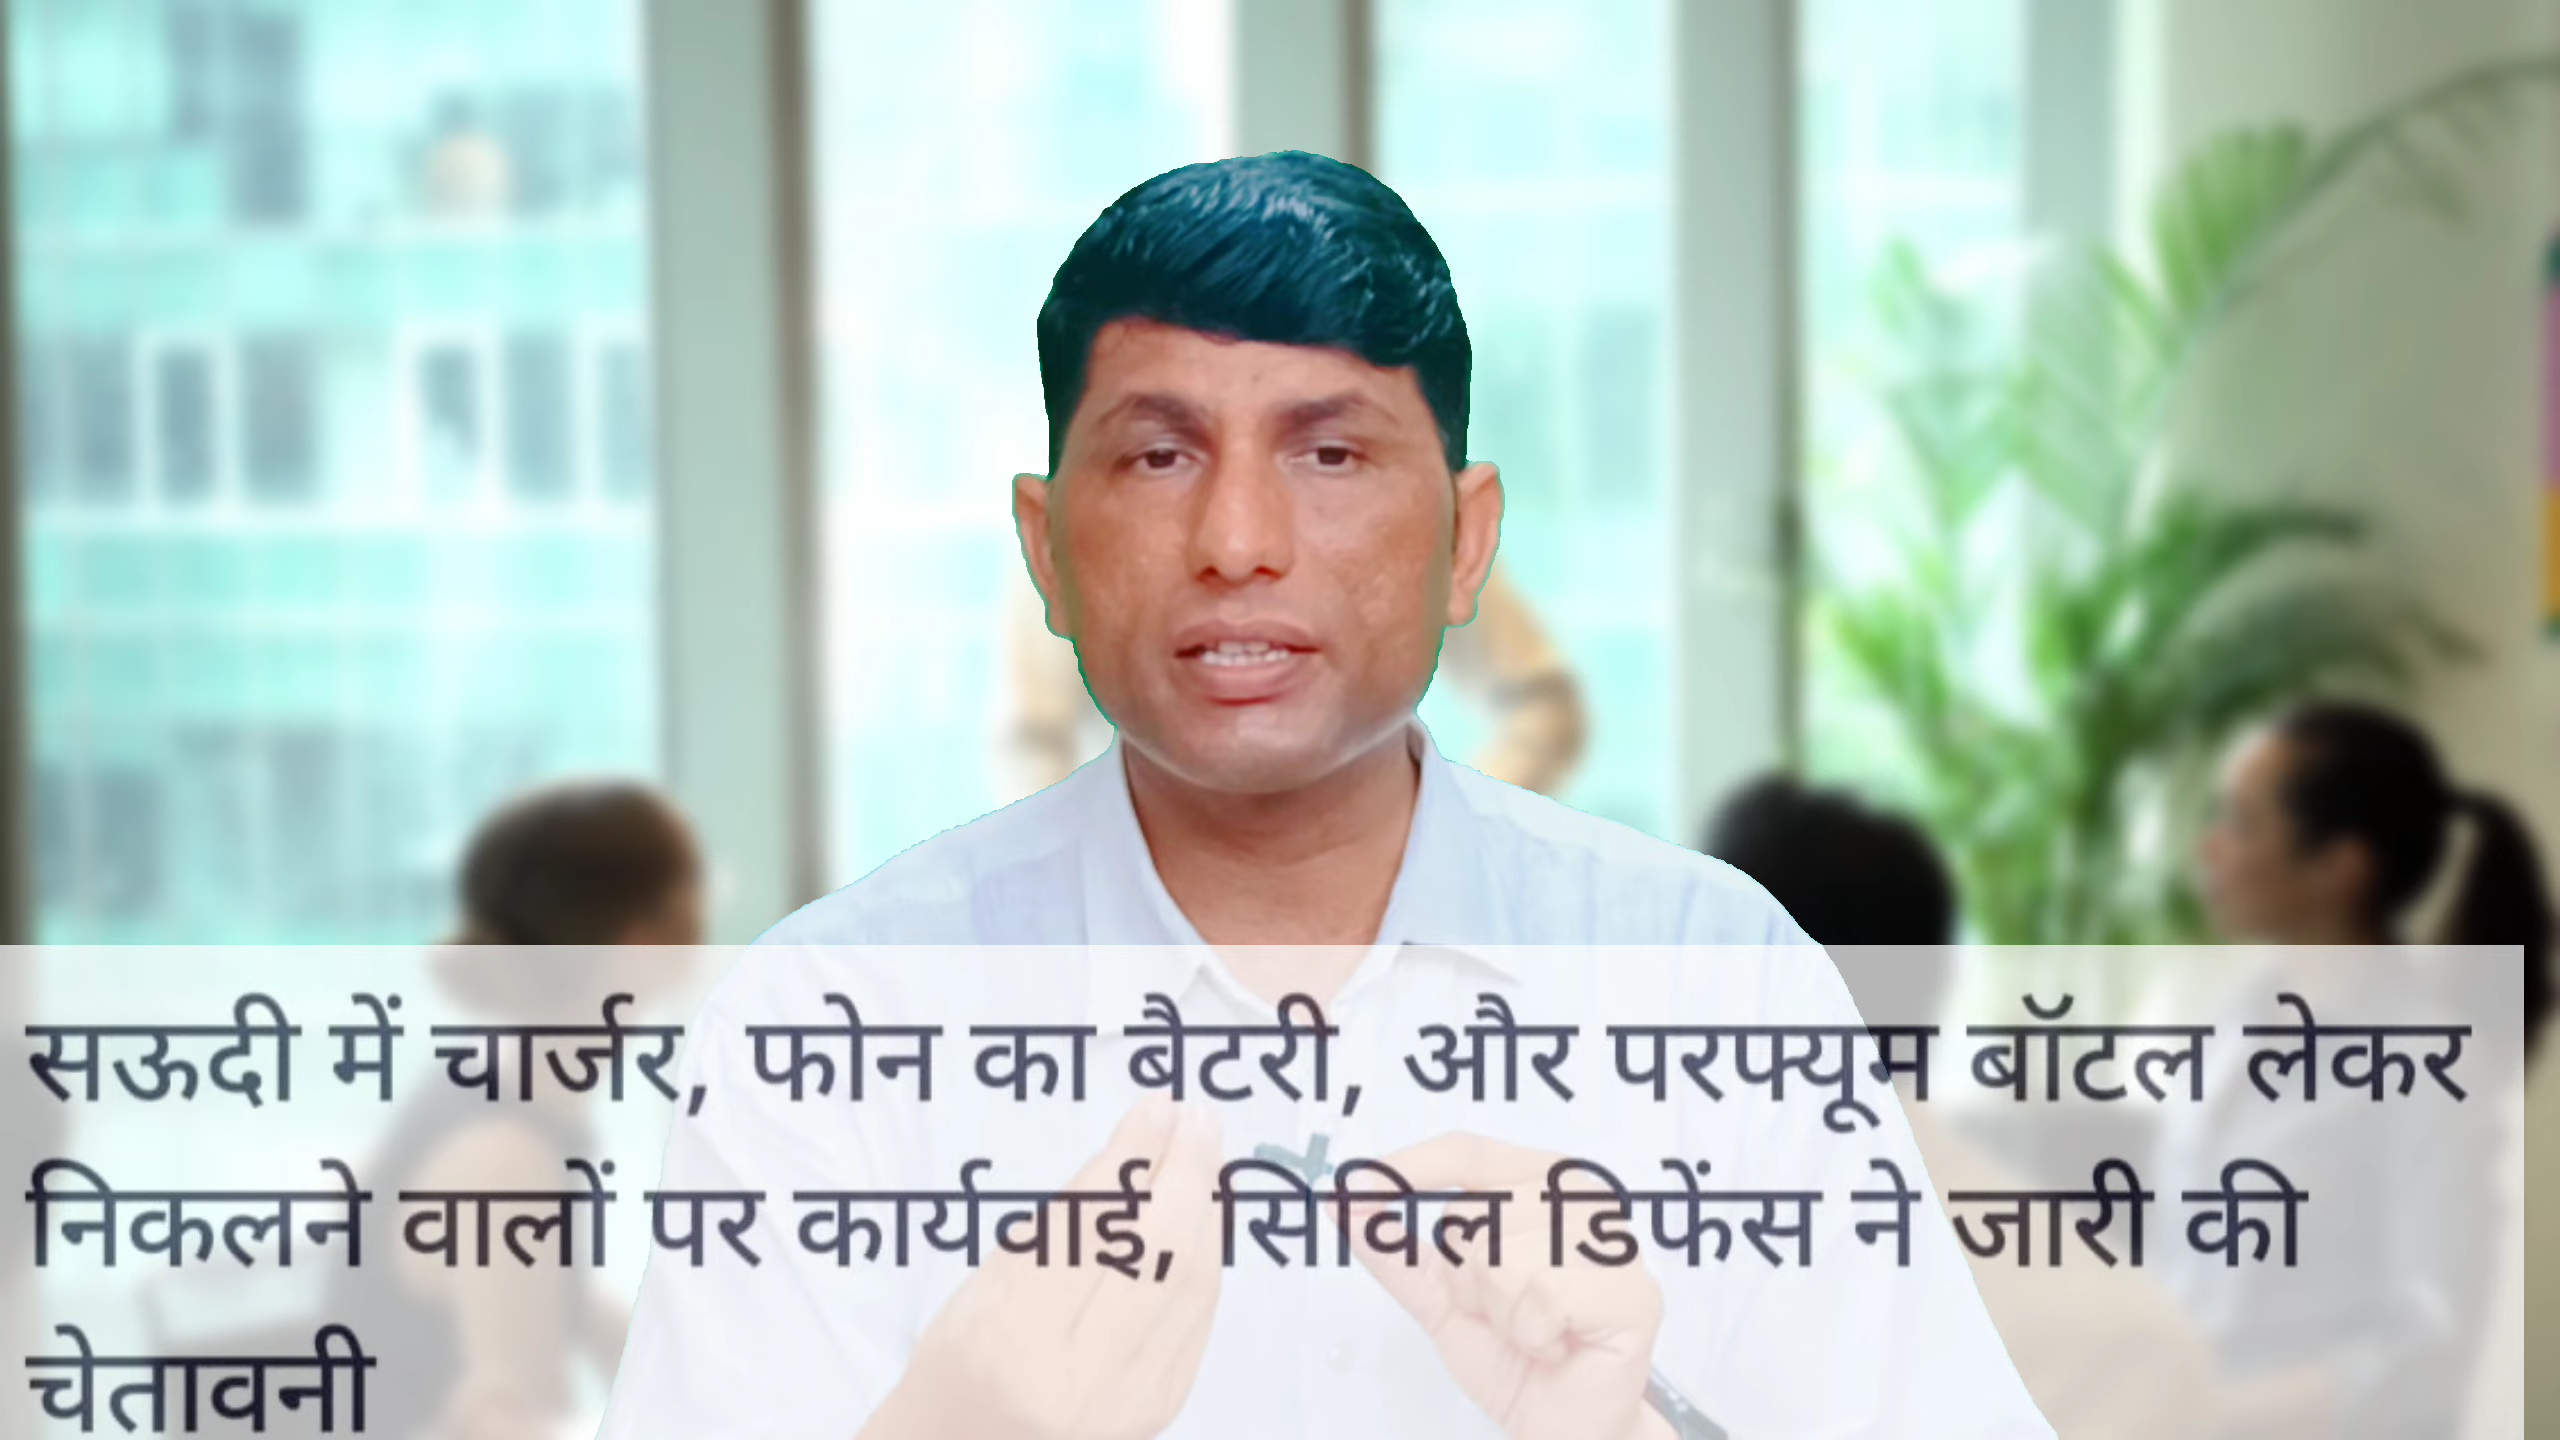 सऊदी में चार्जर, फोन का बैटरी, और परफ्यूम बॉटल लेकर
निकलने वालों पर कार्यवाई, सिविल डिफेंस ने जारी की
चेतावनी